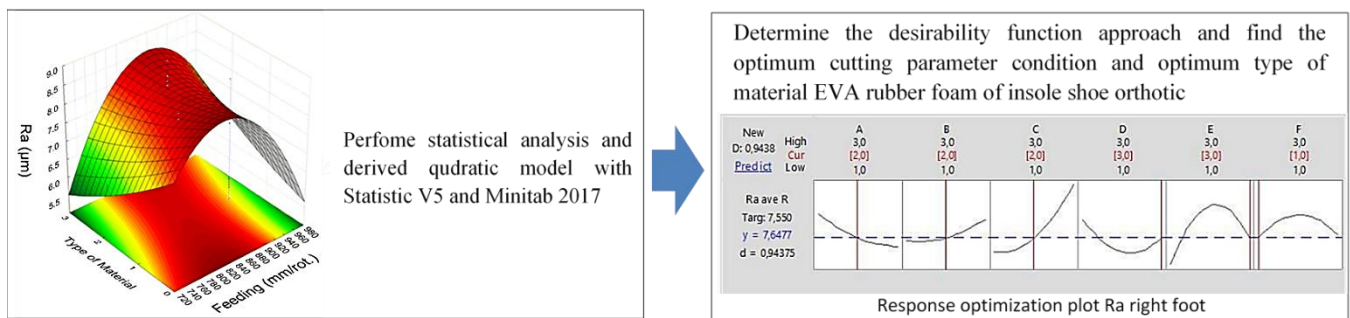 9.0
8.5
8.0
7.5
7.0
6.5
6.0
5.5
Ra (µm)
3
2
1
0
Type of Material
720
740
760
780
800
820
840
860
880
900
920
940
960
980
Feeding (mm/rot.)
Perfome statistical analysis and
derived qudratic model with
Statistic V5 and Minitab 2017
Determine the desirability function approach and find the
optimum cutting parameter condition and optimum type of
material EVA rubber foam of insole shoe orthotic
New A B C D E F
D: 0,9438 High 3,0 3,0 3,0 3,0 3,0 3,0
Cur [2,0] [2,0] [2,0] [3,0] [3,0] [1,0]
Predict Low 1,0 1,0 1,0 1,0 1,0 1,0
Ra ave R
Targ: 7,550
y = 7,6477
d = 0,94375
Response optimization plot Ra right foot